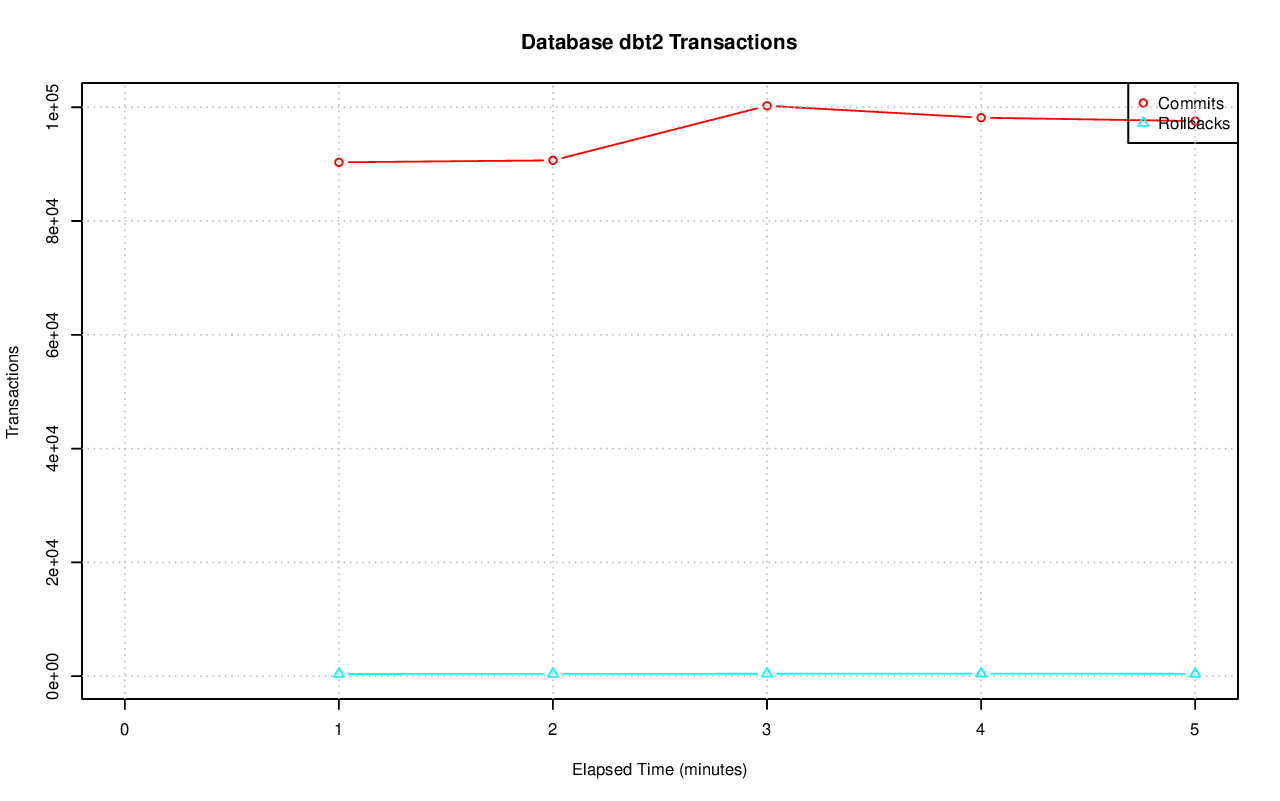 Database dbt2 Transactions
Commits
Rollbacks
1e+05
8e+04
6e+04
4e+04
2e+04
0e+00
Transactions
0 1 2 3 4 5
Elapsed Time (minutes)